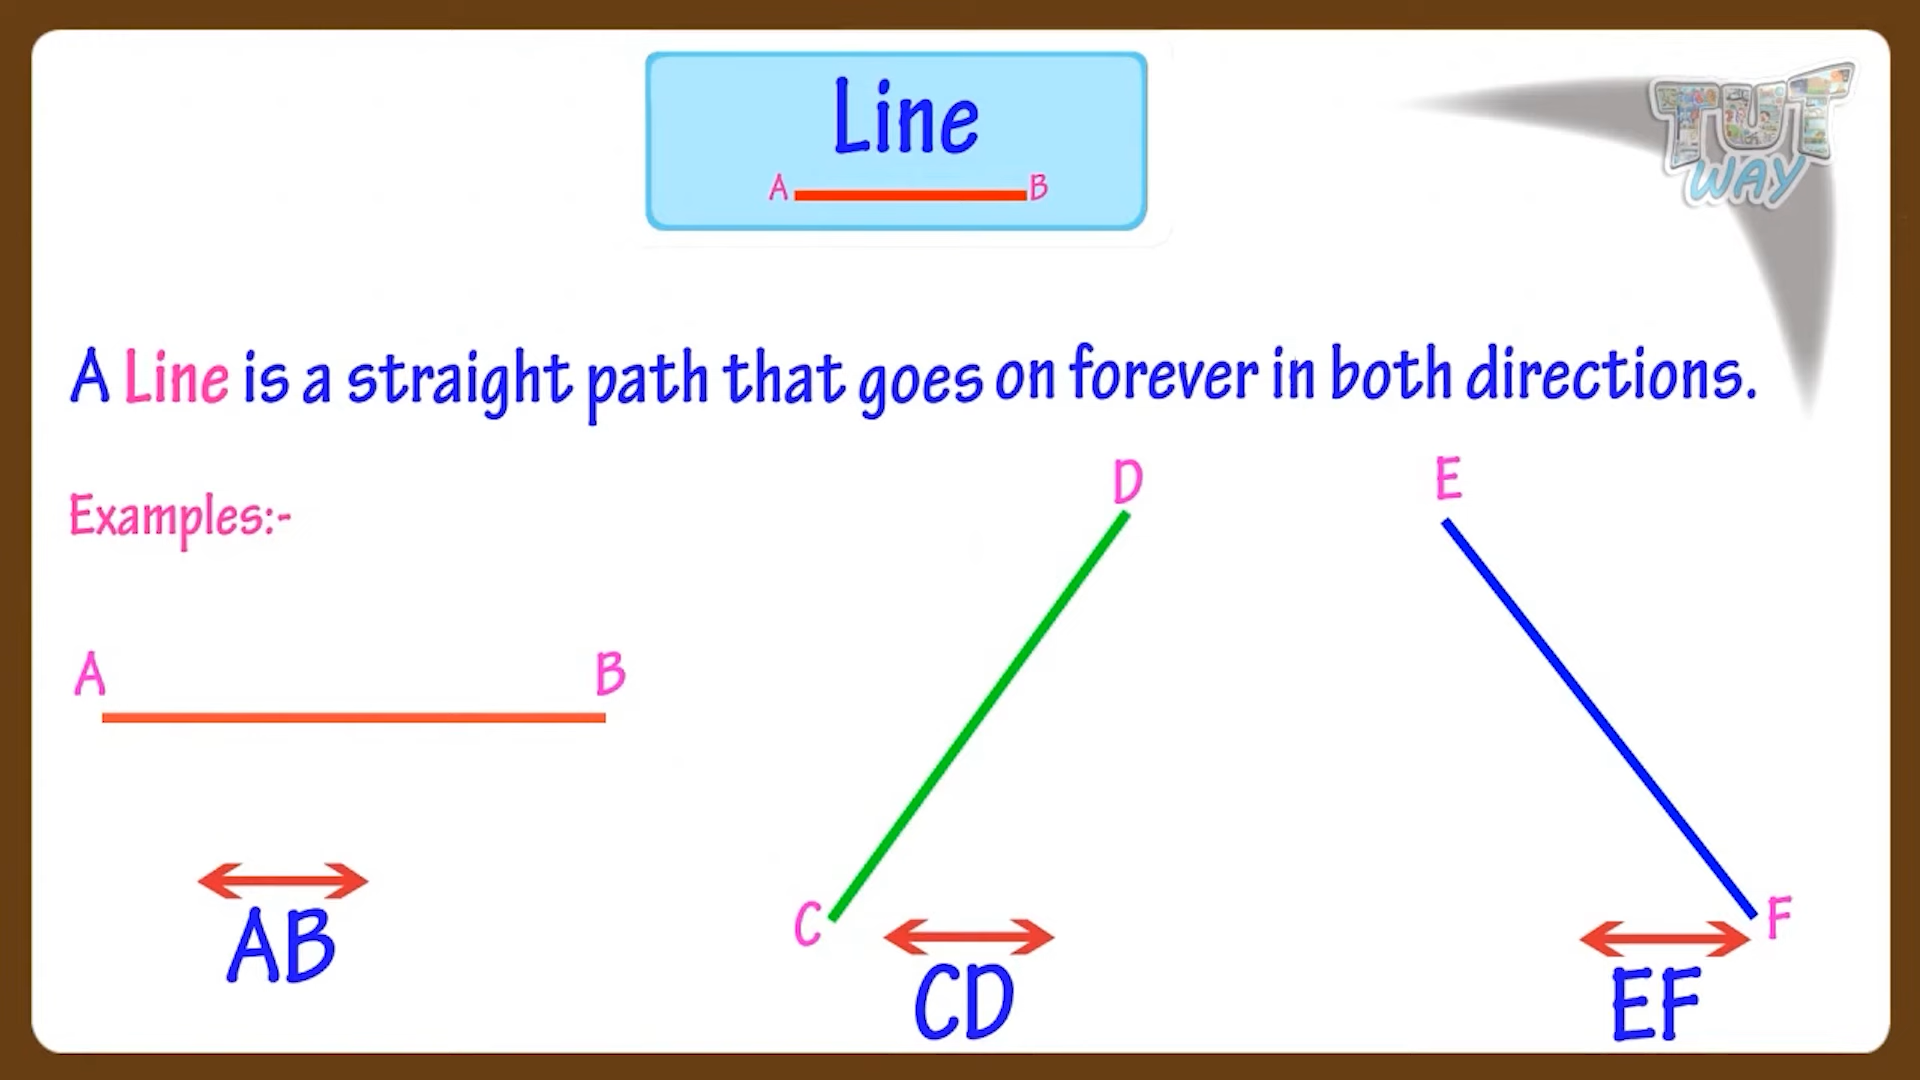 Line
A B
TUT
WAY
A Line is a straight path that goes on forever in both directions.
Examples:-
A B
AB
D
C
CD
E
F
EF